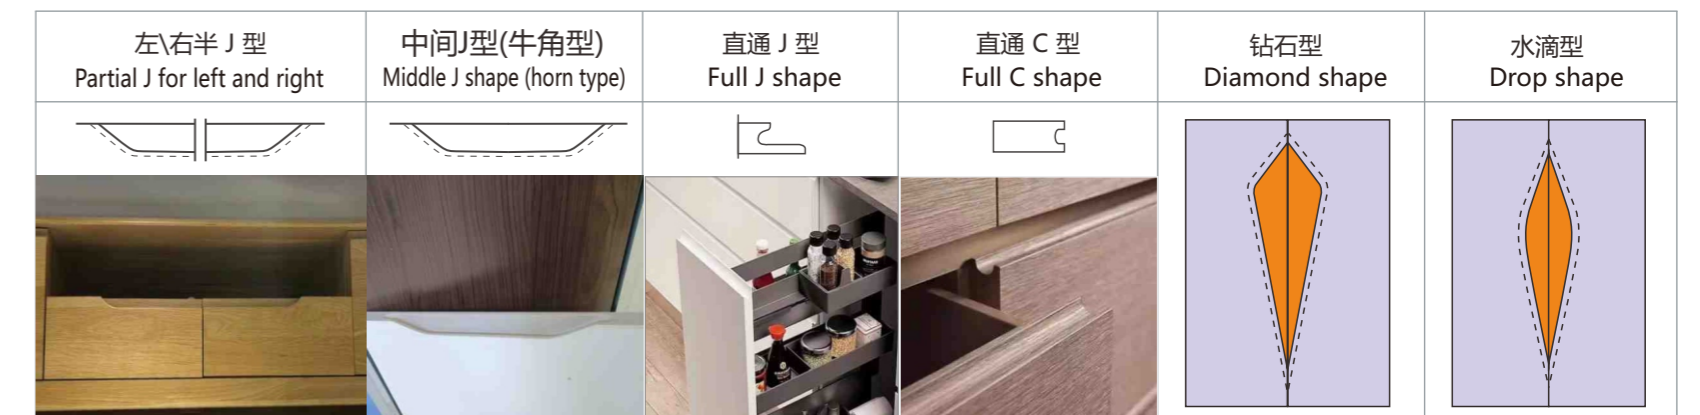 左\右半 J 型
Partial J for left and right
中间J型(牛角型)
Middle J shape (horn type)
直通 J 型
Full J shape
直通 C 型
Full C shape
钻石型
Diamond shape
水滴型
Drop shape